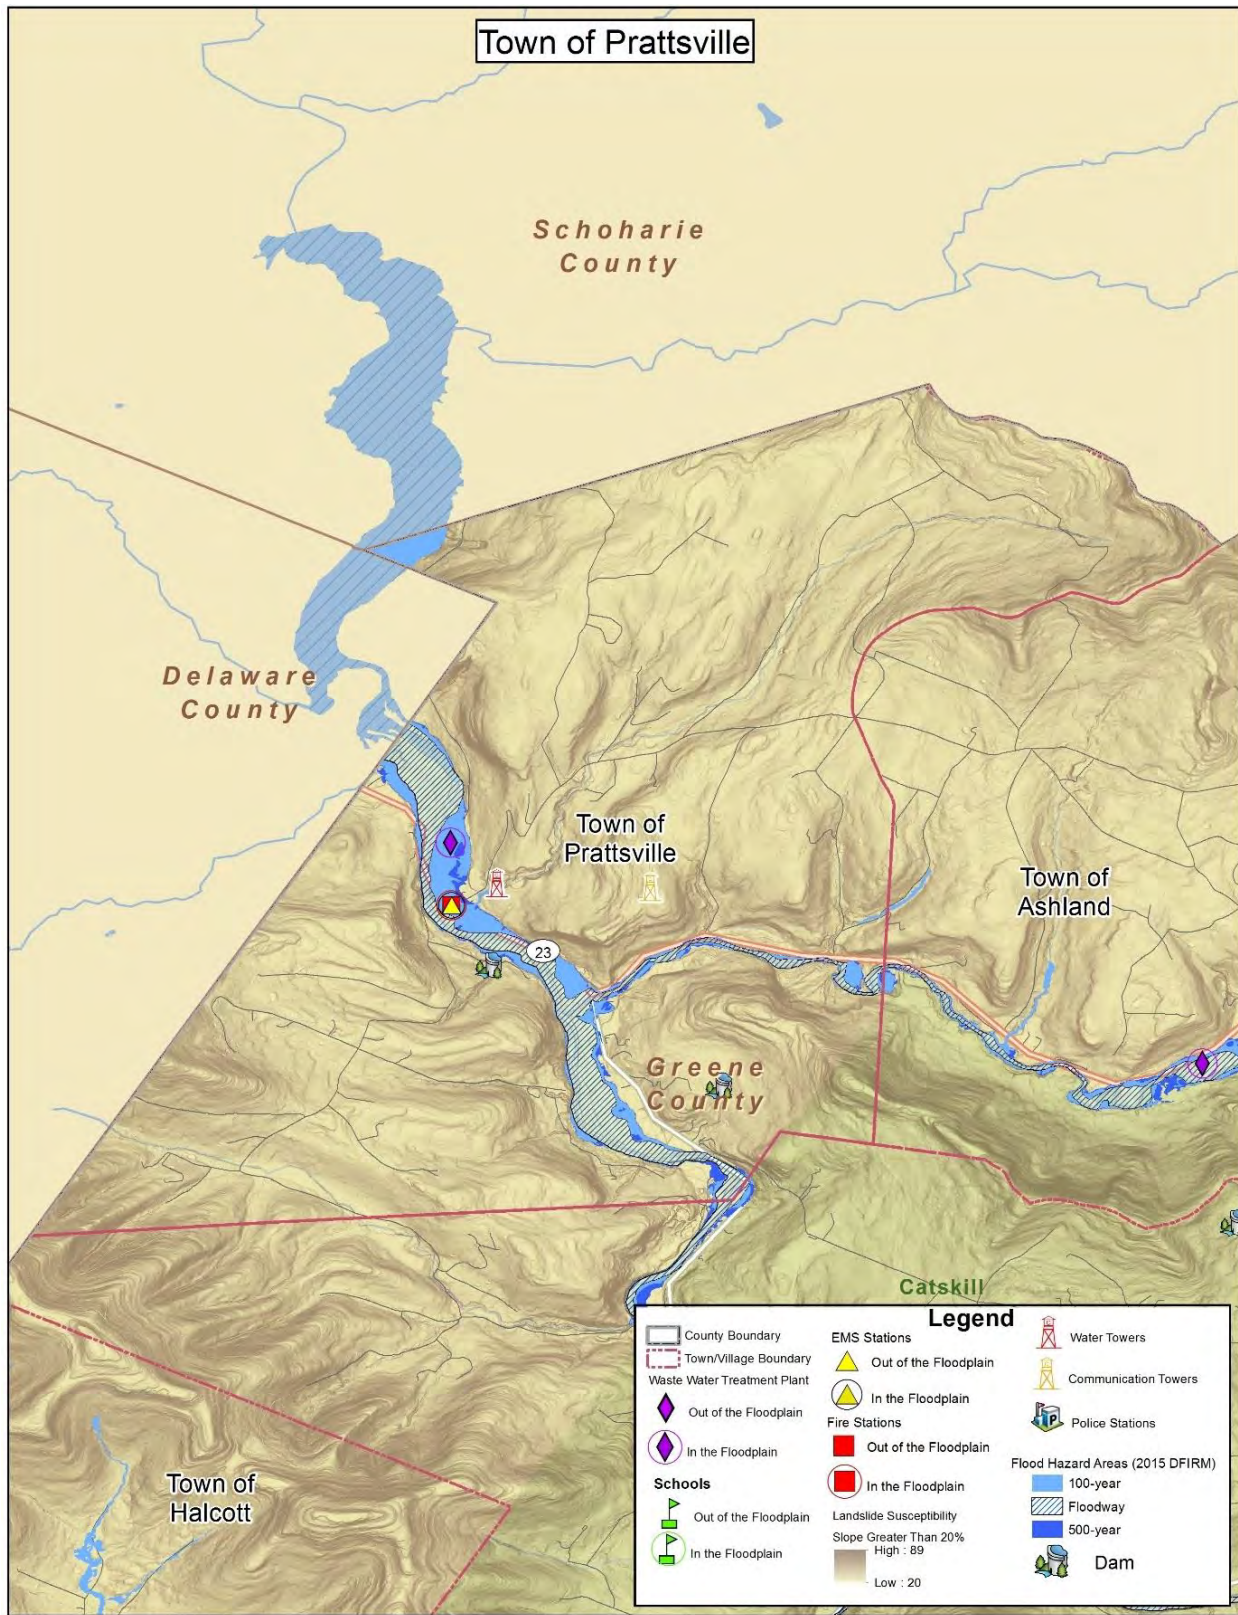 Town of Prattsville
Schoharie
County
Delaware
County
Town of
Prattsville
Town of
Ashland
23
Greene
County
Catskill
Town of
Halcott
Legend
County Boundary
Town/Village Boundary
Waste Water Treatment Plant
Out of the Floodplain
In the Floodplain
Schools
Out of the Floodplain
In the Floodplain
EMS Stations
Out of the Floodplain
In the Floodplain
Fire Stations
Out of the Floodplain
In the Floodplain
Landslide Susceptibility
Slope Greater Than 20%
High : 89
Low : 20
Water Towers
Communication Towers
P
Police Stations
Flood Hazard Areas (2015 DFIRM)
100-year
Floodway
500-year
Dam